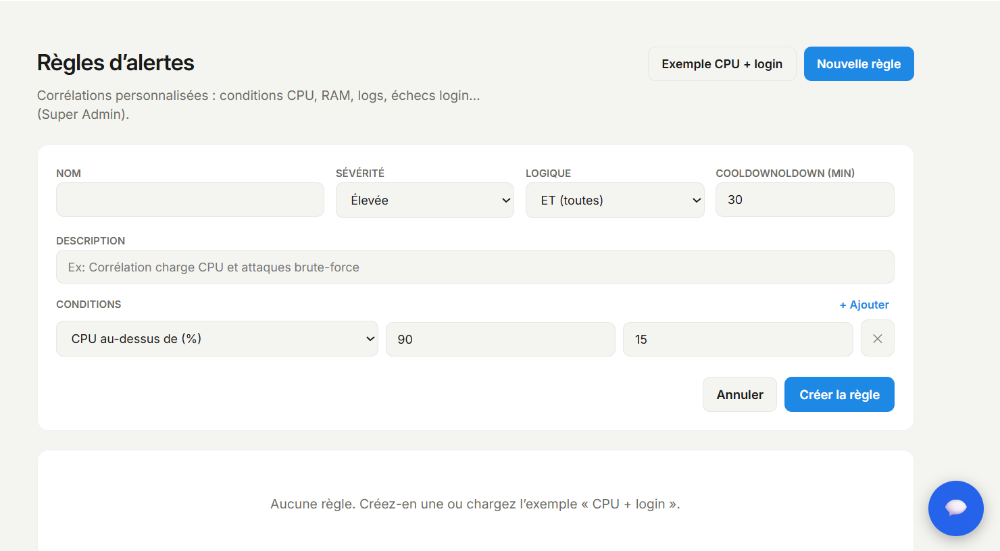 Règles d’alertes
Exemple CPU + login
Nouvelle règle
Corrélations personnalisées : conditions CPU, RAM, logs, échecs login…
(Super Admin).
NOM
SÉVÉRITÉ
LOGIQUE
COOLDOWNOLDOWN (MIN)
Élevée
ET (toutes)
30
DESCRIPTION
Ex: Corrélation charge CPU et attaques brute-force
CONDITIONS
+ Ajouter
CPU au-dessus de (%)
90
15
Annuler
Créer la règle
Aucune règle. Créez-en une ou chargez l’exemple « CPU + login ».